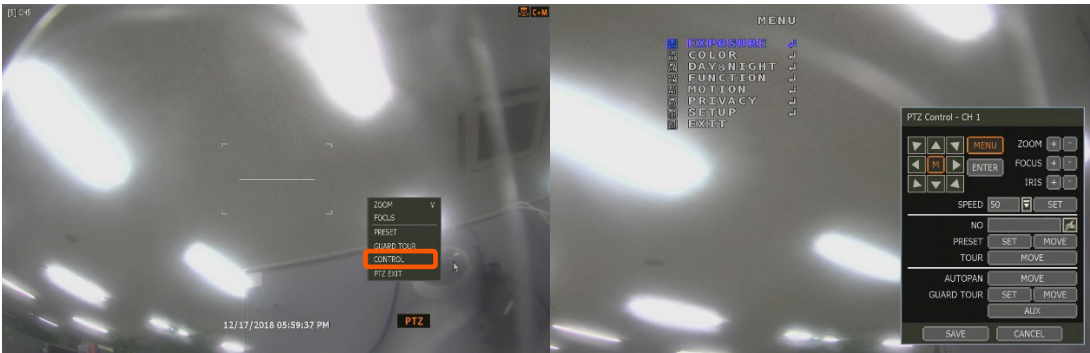 [5] CH5
C+M
ZOOM V
FOCUS
PRESET
GUARD TOUR
CONTROL
PTZ EXIT
12/17/2018 05:59:37 PM
PTZ
MENU
EXPOSURE
COLOR
DAY&NIGHT
FUNCTION
MOTION
PRIVACY
SETUP
EXIT
PTZ Control - CH 1
M MENU ZOOM + -
ENTER FOCUS + -
IRIS + -
SPEED 50 SET
NO
PRESET SET MOVE
TOUR MOVE
AUTOPAN MOVE
GUARD TOUR SET MOVE
AUX
SAVE CANCEL